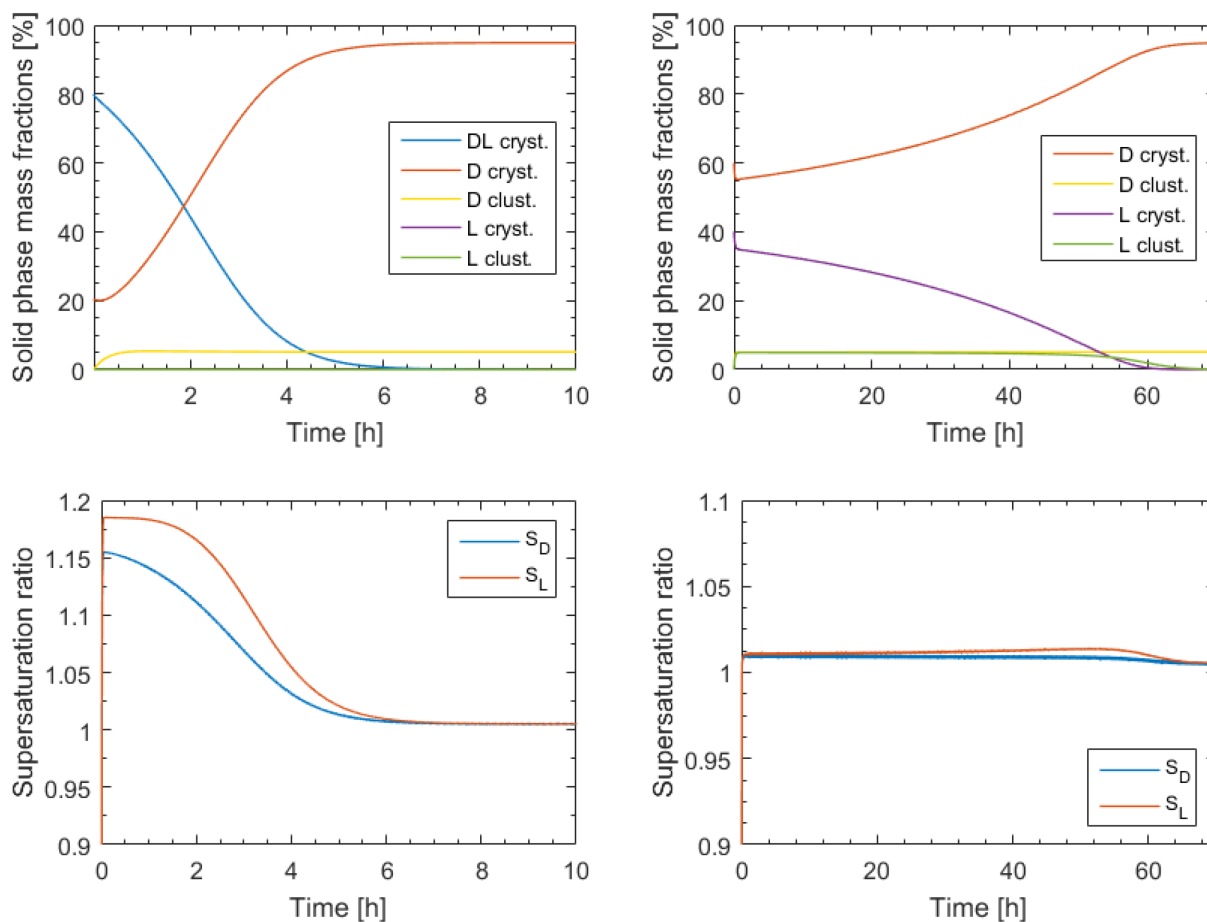 Solid phase mass fractions [%]
100
80
60
40
20
0
DL cryst.
D cryst.
D clust.
L cryst.
L clust.
2
4
6
8
10
Time [h]
Solid phase mass fractions [%]
100
80
60
40
20
0
D cryst.
D clust.
L cryst.
L clust.
0
20
40
60
Time [h]
Supersaturation ratio
1.2
1.15
1.1
1.05
1
0.95
0.9
S_D
S_L
0
2
4
6
8
10
Time [h]
Supersaturation ratio
1.1
1.05
1
0.95
0.9
S_D
S_L
0
20
40
60
Time [h]